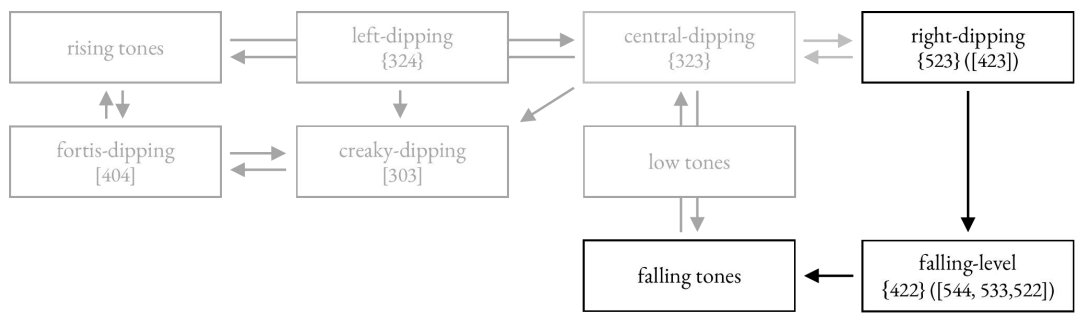 rising tones
left-dipping
{324}
central-dipping
{323}
right-dipping
{523} ([423])
fortis-dipping
[404]
creaky-dipping
[303]
low tones
falling tones
falling-level
{422} ([544, 533,522])